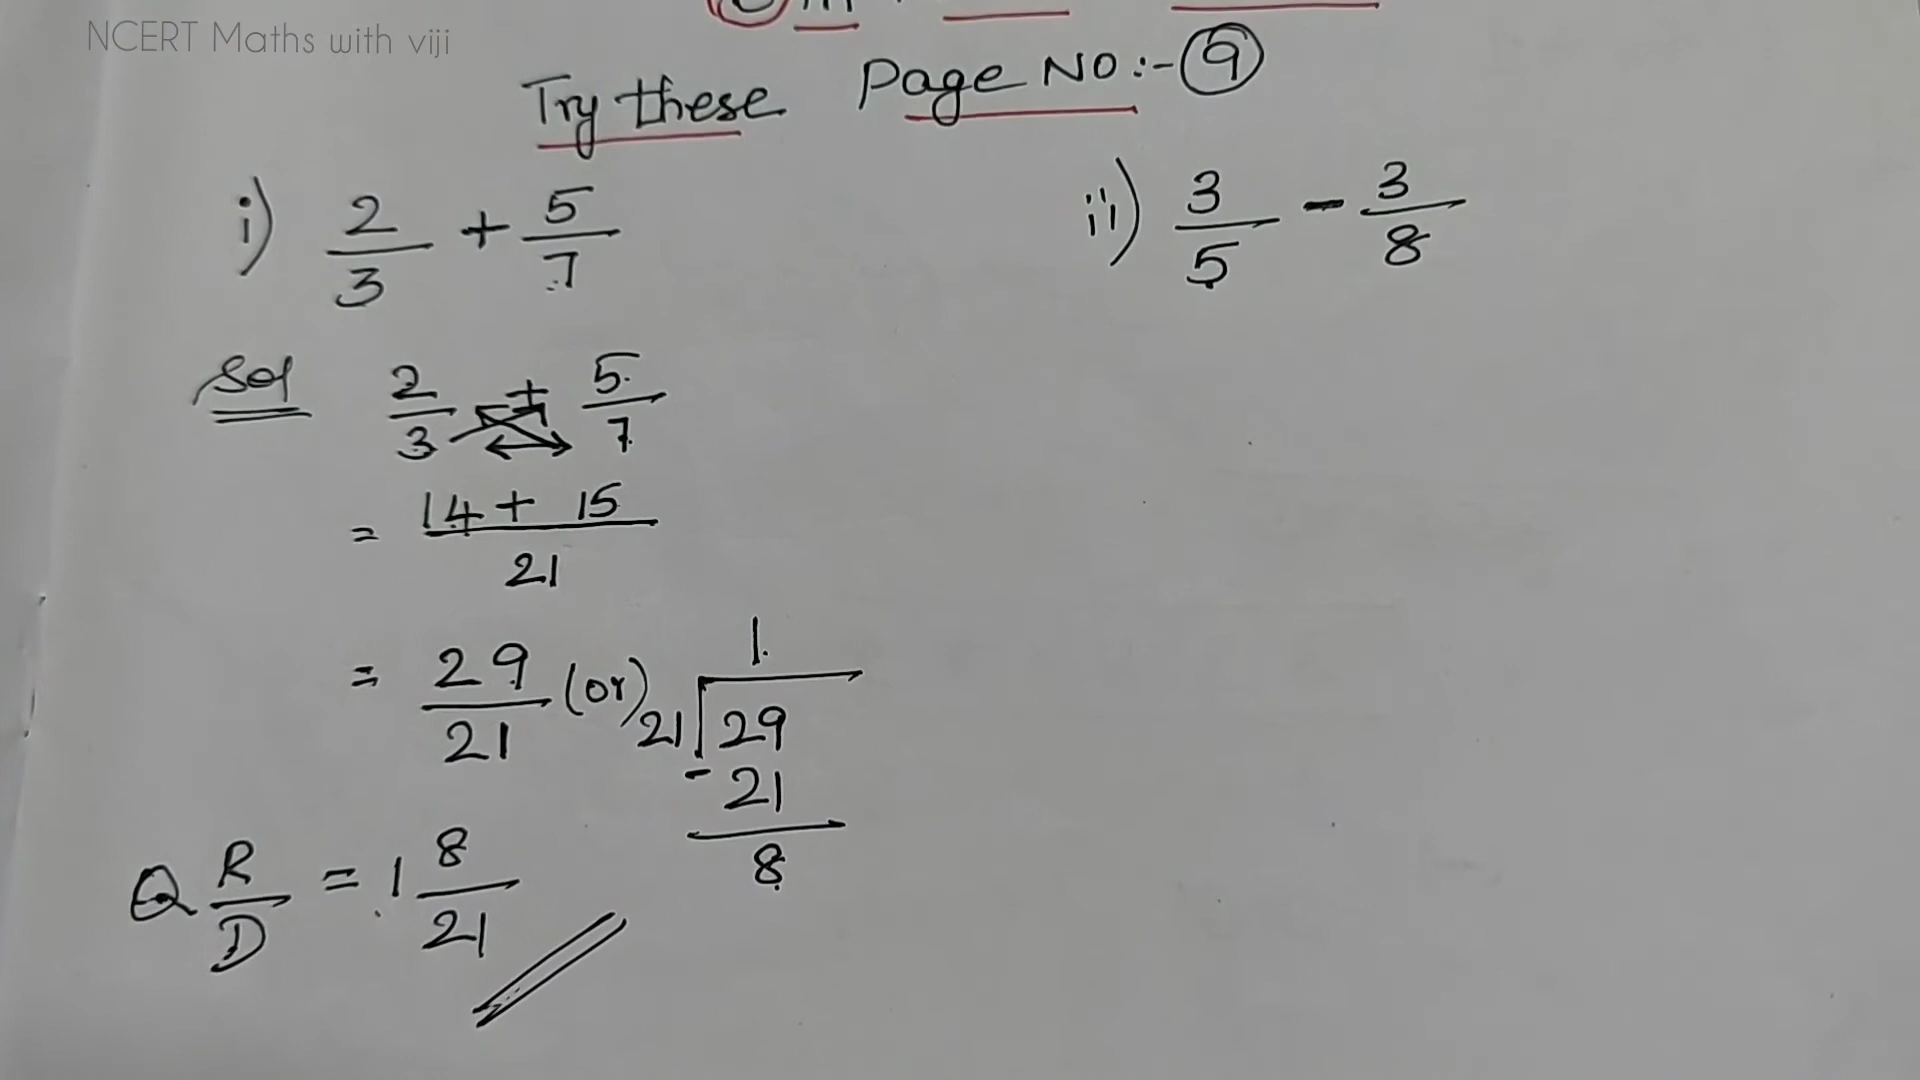 NCERT Maths with viji
Try these Page No:- 9
i) 2/3 + 5/7
ii) 3/5 - 3/8
Sol 2/3 + 5/7
= 14 + 15
21
= 29/21 (or) 21 29
1
- 21
8
Q R/D = 1 8/21